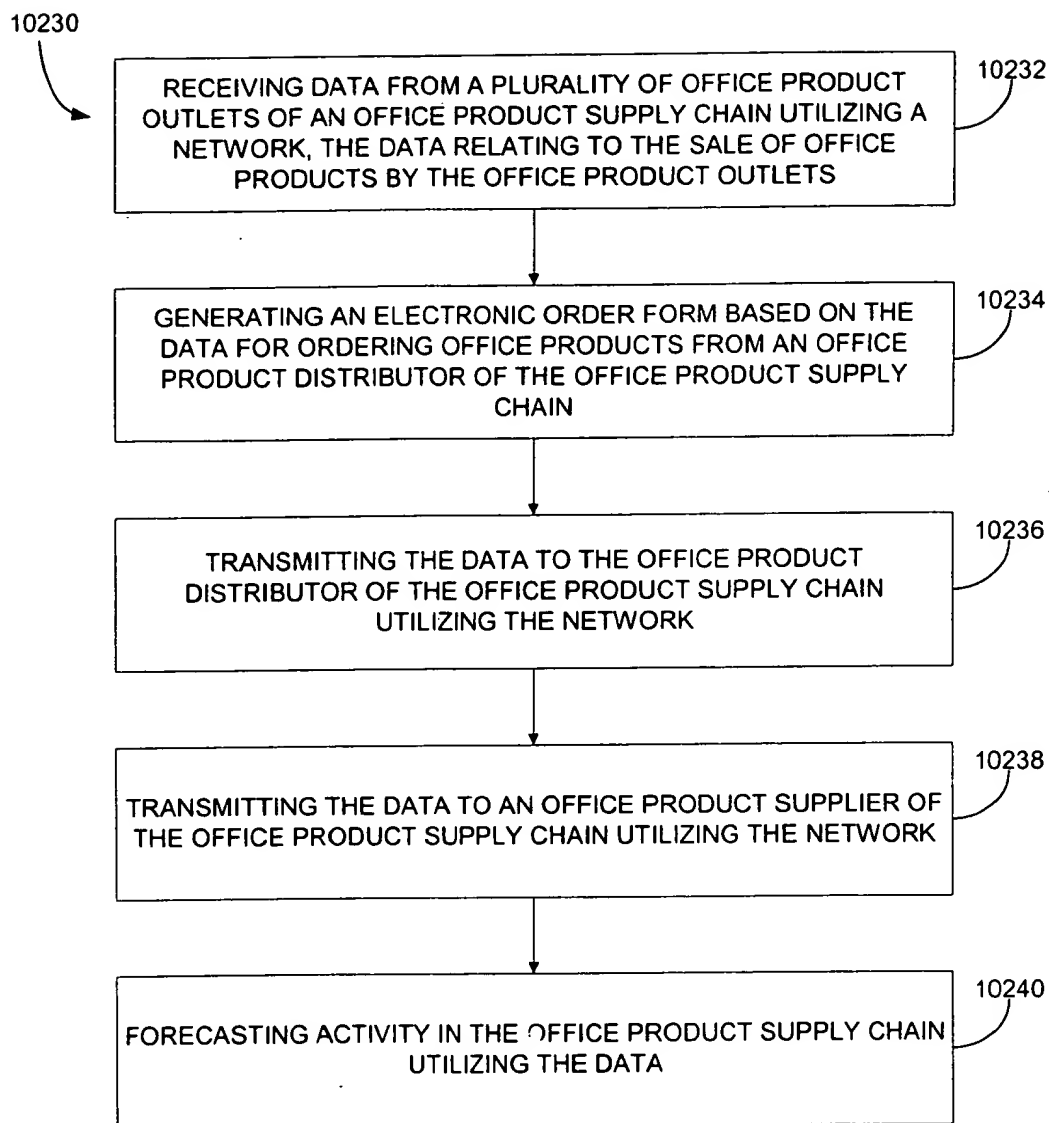 10230
10232
RECEIVING DATA FROM A PLURALITY OF OFFICE PRODUCT
OUTLETS OF AN OFFICE PRODUCT SUPPLY CHAIN UTILIZING A
NETWORK, THE DATA RELATING TO THE SALE OF OFFICE
PRODUCTS BY THE OFFICE PRODUCT OUTLETS
10234
GENERATING AN ELECTRONIC ORDER FORM BASED ON THE
DATA FOR ORDERING OFFICE PRODUCTS FROM AN OFFICE
PRODUCT DISTRIBUTOR OF THE OFFICE PRODUCT SUPPLY
CHAIN
10236
TRANSMITTING THE DATA TO THE OFFICE PRODUCT
DISTRIBUTOR OF THE OFFICE PRODUCT SUPPLY CHAIN
UTILIZING THE NETWORK
10238
TRANSMITTING THE DATA TO AN OFFICE PRODUCT SUPPLIER OF
THE OFFICE PRODUCT SUPPLY CHAIN UTILIZING THE NETWORK
10240
FORECASTING ACTIVITY IN THE OFFICE PRODUCT SUPPLY CHAIN
UTILIZING THE DATA